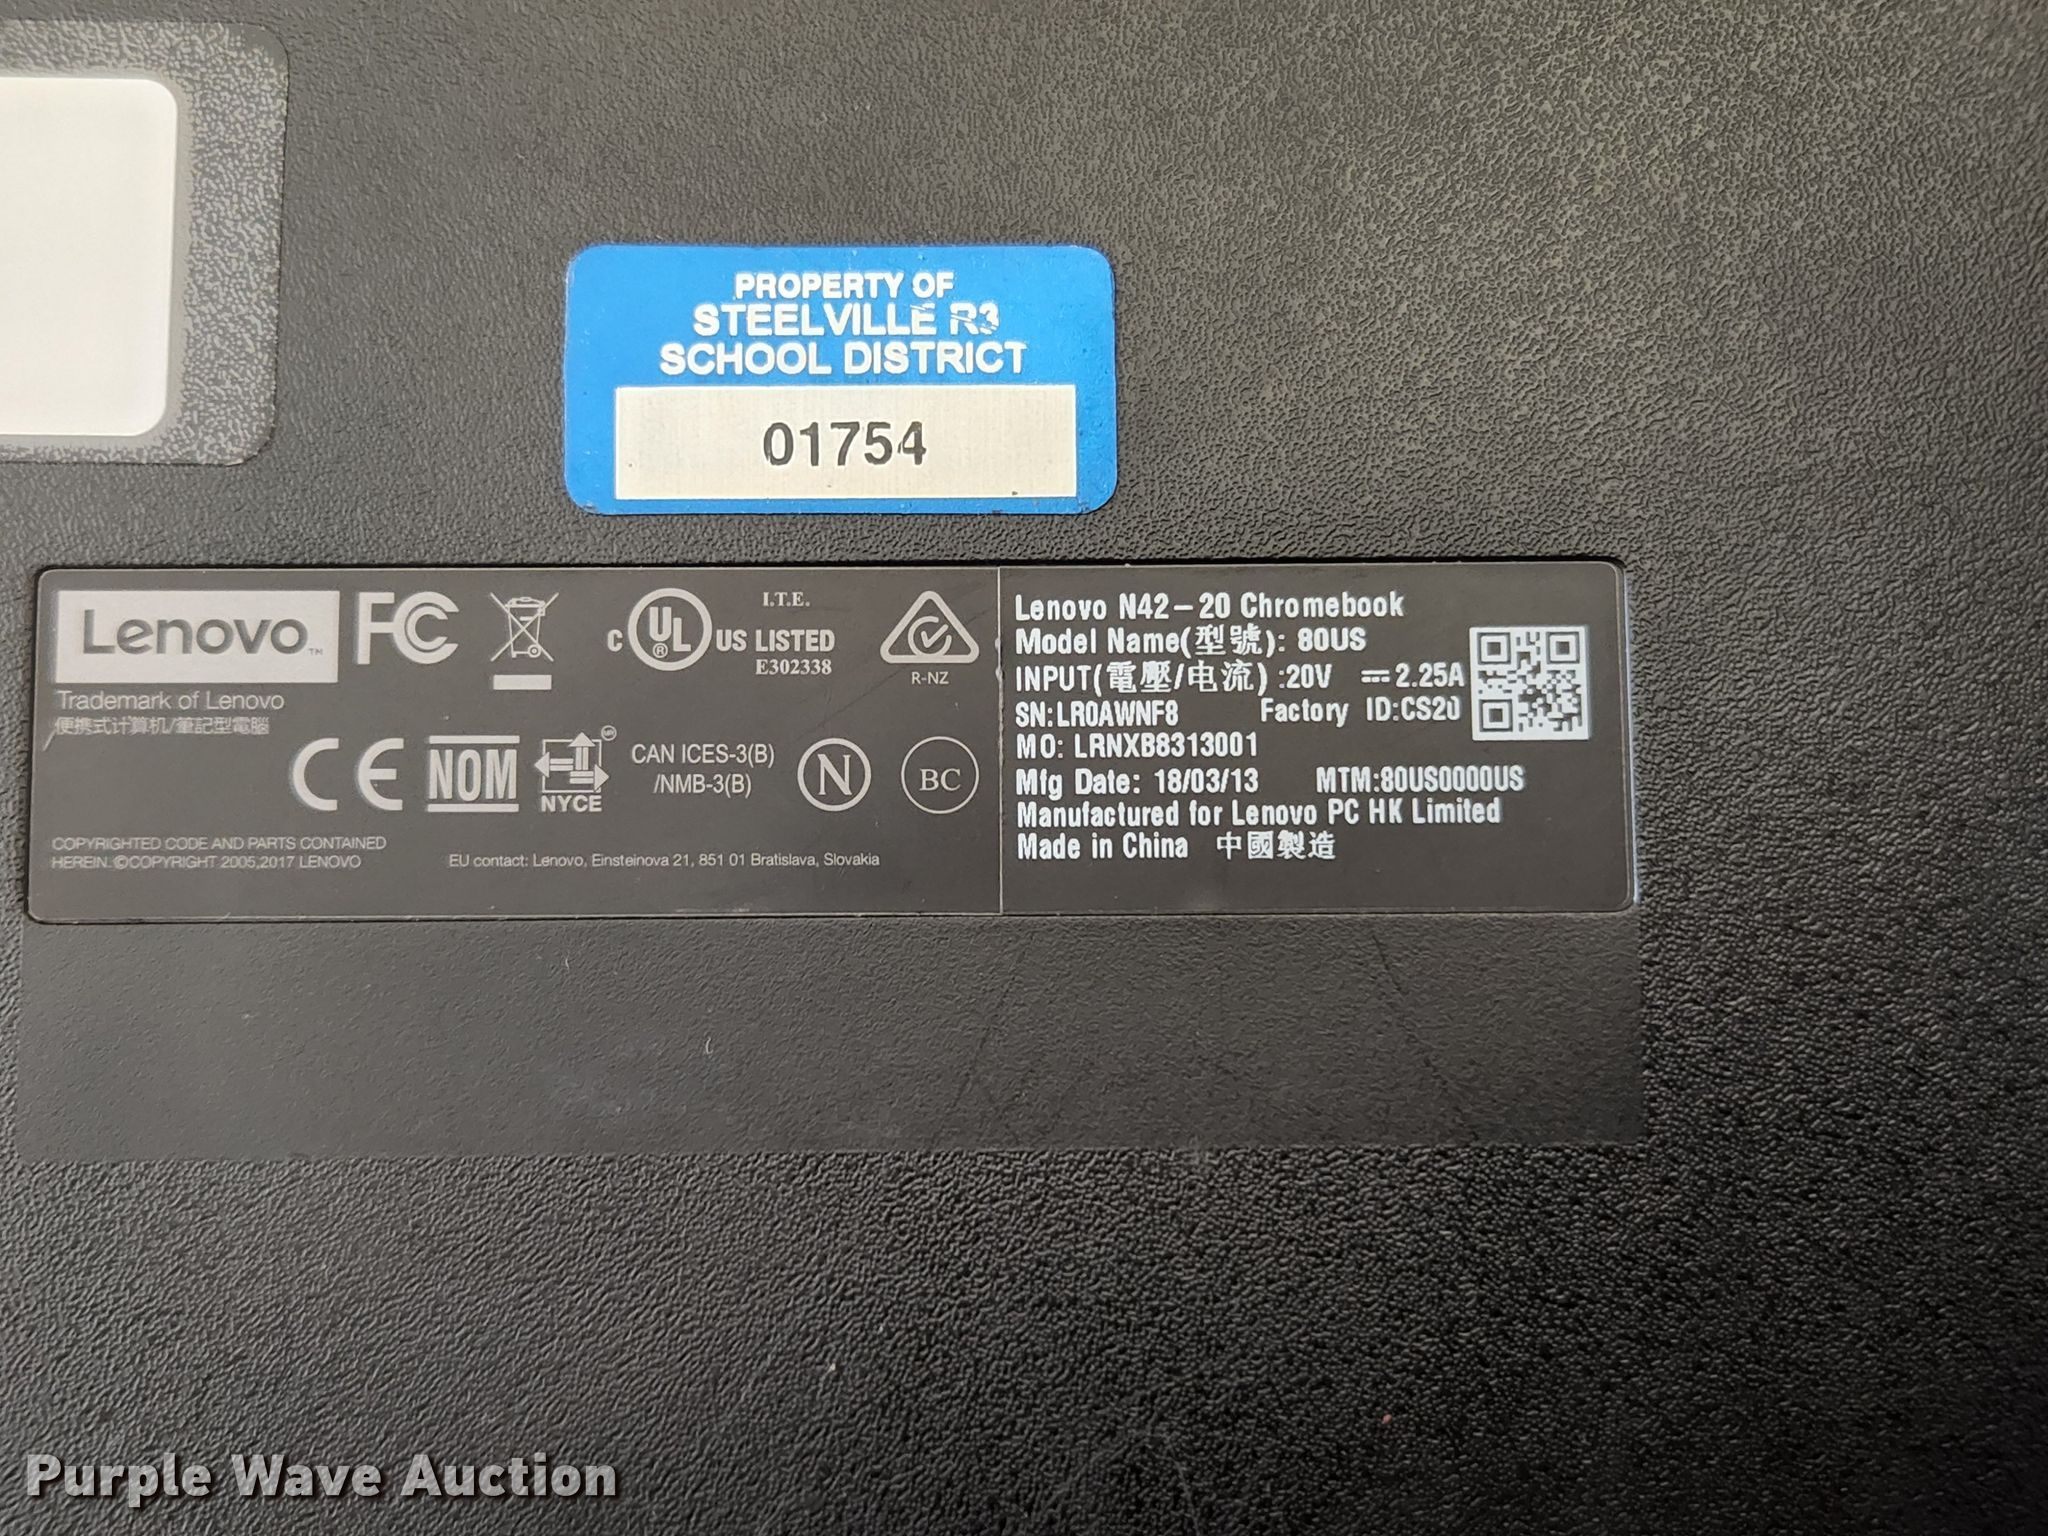 PROPERTY OF
STEELVILLE R3
SCHOOL DISTRICT
01754
Lenovo™
Trademark of Lenovo
便携式计算机/筆記型電腦
FC
C UL® US LISTED
I.T.E.
E302338
R-NZ
CE
NOM
NYCE
MR
CAN ICES-3(B)
/NMB-3(B)
N
BC
COPYRIGHTED CODE AND PARTS CONTAINED
HEREIN. ©COPYRIGHT 2005,2017 LENOVO
EU contact: Lenovo, Einsteinova 21, 851 01 Bratislava, Slovakia
Lenovo N42-20 Chromebook
Model Name(型號): 80US
INPUT(電壓/电流) :20V ⎓ 2.25A
SN:LR0AWNF8 Factory ID:CS20
MO: LRNXB8313001
Mfg Date: 18/03/13 MTM:80US0000US
Manufactured for Lenovo PC HK Limited
Made in China 中國製造
Purple Wave Auction